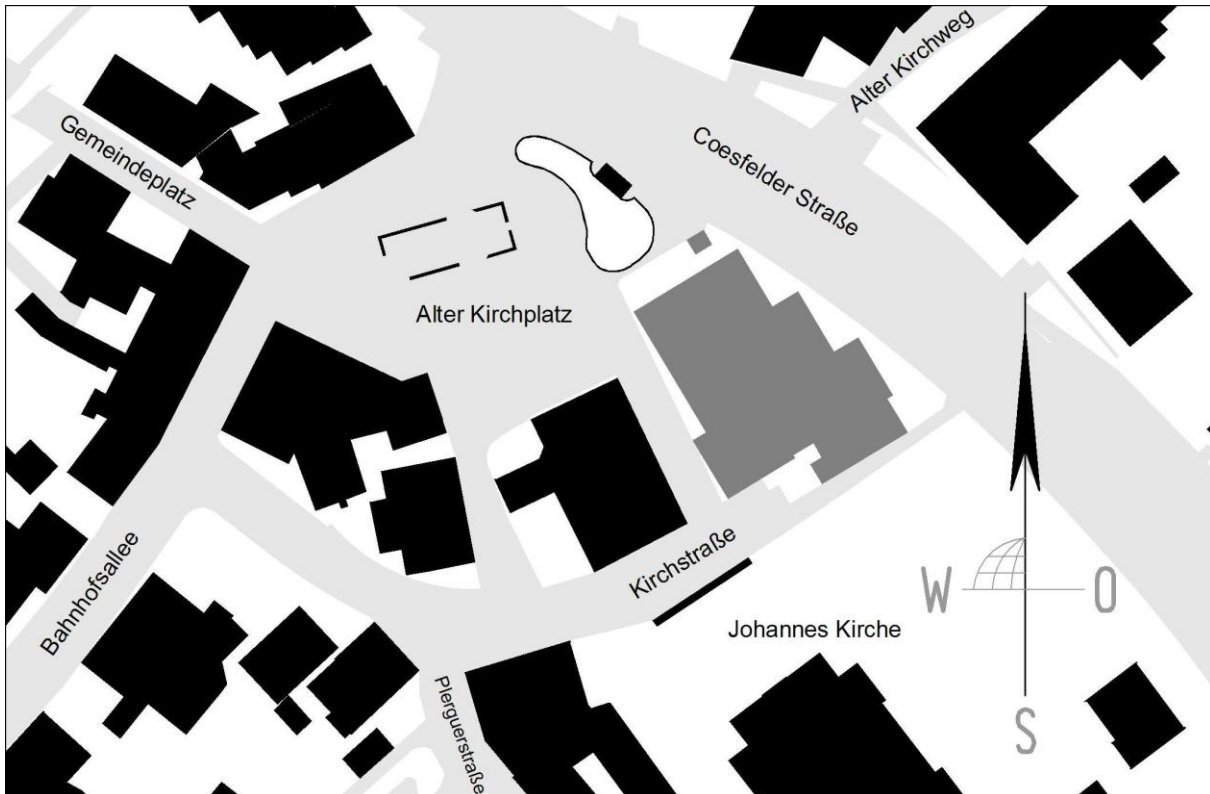 Alter Kirchweg
Gemeindeplatz
Coesfelder Straße
Alter Kirchplatz
Bahnhofsallee
Kirchstraße
W
O
Johannes Kirche
Plerguerstraße
S